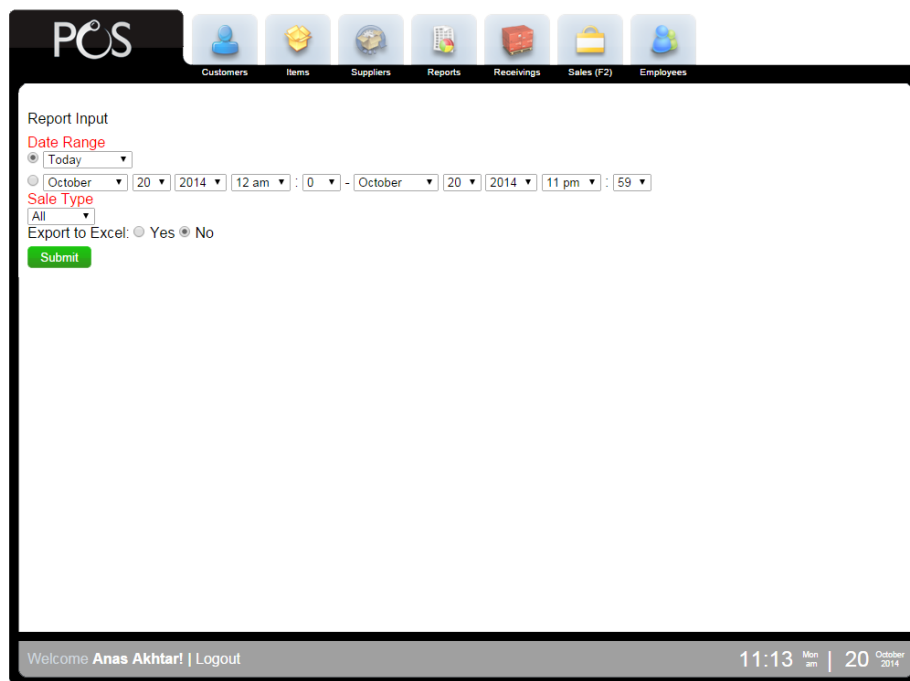 POS
Customers Items Suppliers Reports Receivings Sales (F2) Employees
Report Input
Date Range
Today
October 20 2014 12 am : 0 - October 20 2014 11 pm : 59
Sale Type
All
Export to Excel: Yes No
Submit
Welcome Anas Akhtar! | Logout
11:13 Mon am | 20 October 2014